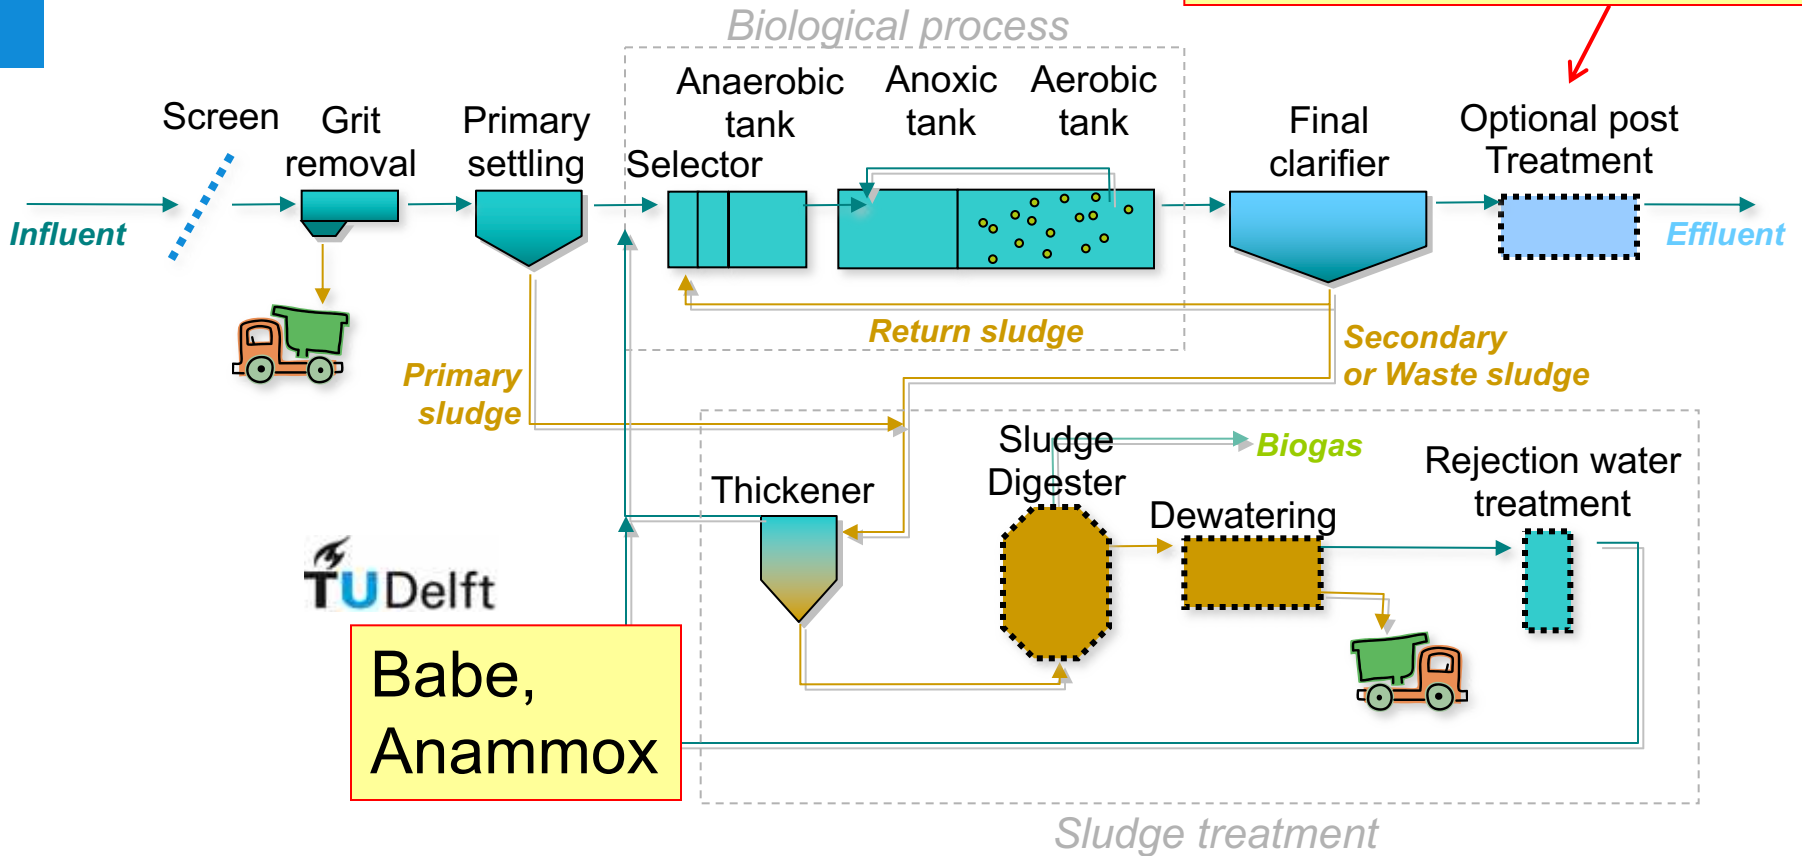 Biological process
Anaerobic
tank
Anoxic
tank
Aerobic
tank
Screen
Grit
removal
Primary
settling
Selector
Final
clarifier
Optional post
Treatment
Influent
Effluent
Return sludge
Secondary
or Waste sludge
Primary
sludge
Sludge
Digester
Biogas
Rejection water
treatment
Thickener
Dewatering
TUDelft
Babe,
Anammox
Sludge treatment